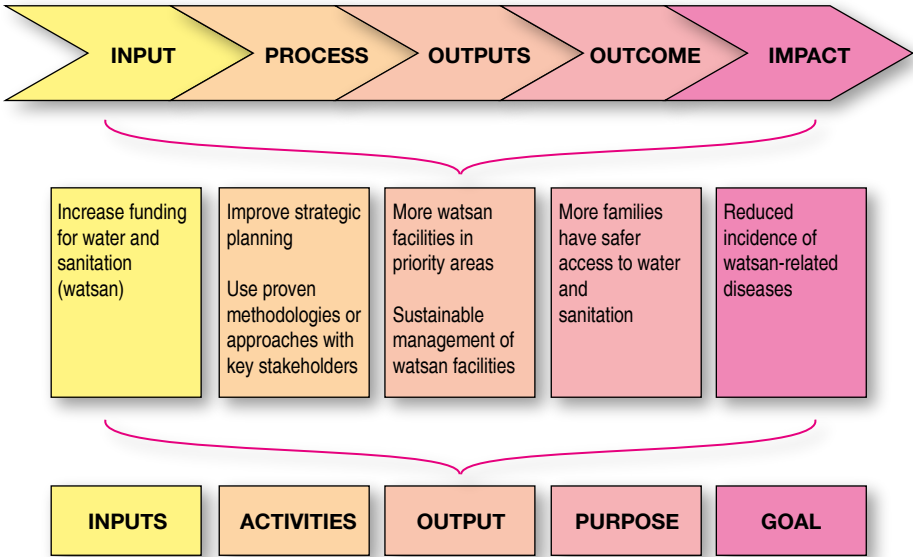 INPUT
PROCESS
OUTPUTS
OUTCOME
IMPACT
Increase funding
for water and
sanitation
(watsan)
Improve strategic
planning
Use proven
methodologies or
approaches with
key stakeholders
More watsan
facilities in
priority areas
Sustainable
management of
watsan facilities
More families
have safer
access to water
and
sanitation
Reduced
incidence of
watsan-related
diseases
INPUTS
ACTIVITIES
OUTPUT
PURPOSE
GOAL